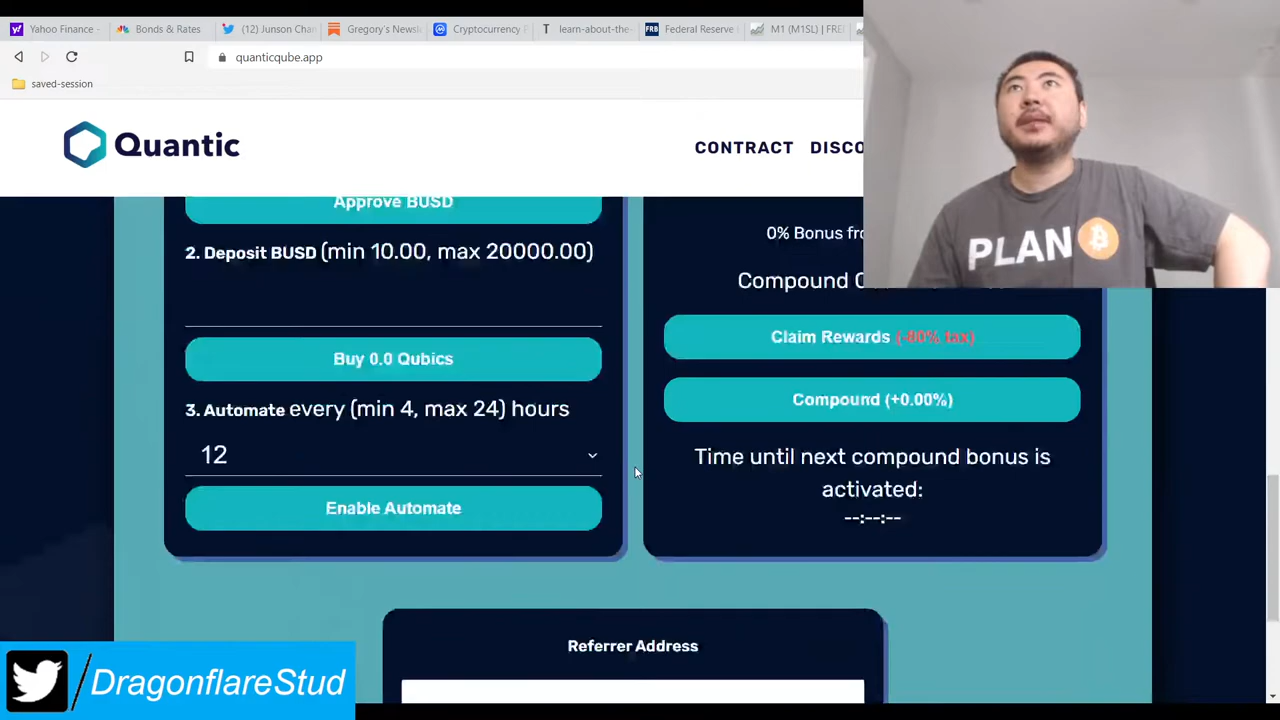 Yahoo Finance -
Bonds & Rates
(12) Junson Chan
Gregory's Newsle
Cryptocurrency
T learn-about-the-
FRB Federal Reserve
M1 (M1SL) | FRE
quanticqube.app
saved-session
Quantic
CONTRACT DISCO
Approve BUSD
2. Deposit BUSD (min 10.00, max 20000.00)
Buy 0.0 Qubics
3. Automate every (min 4, max 24) hours
12
Enable Automate
0% Bonus fro
Compound
Claim Rewards (-80% tax)
Compound (+0.00%)
Time until next compound bonus is
activated:
--:--:--
Referrer Address
PLAN B
DragonflareStud